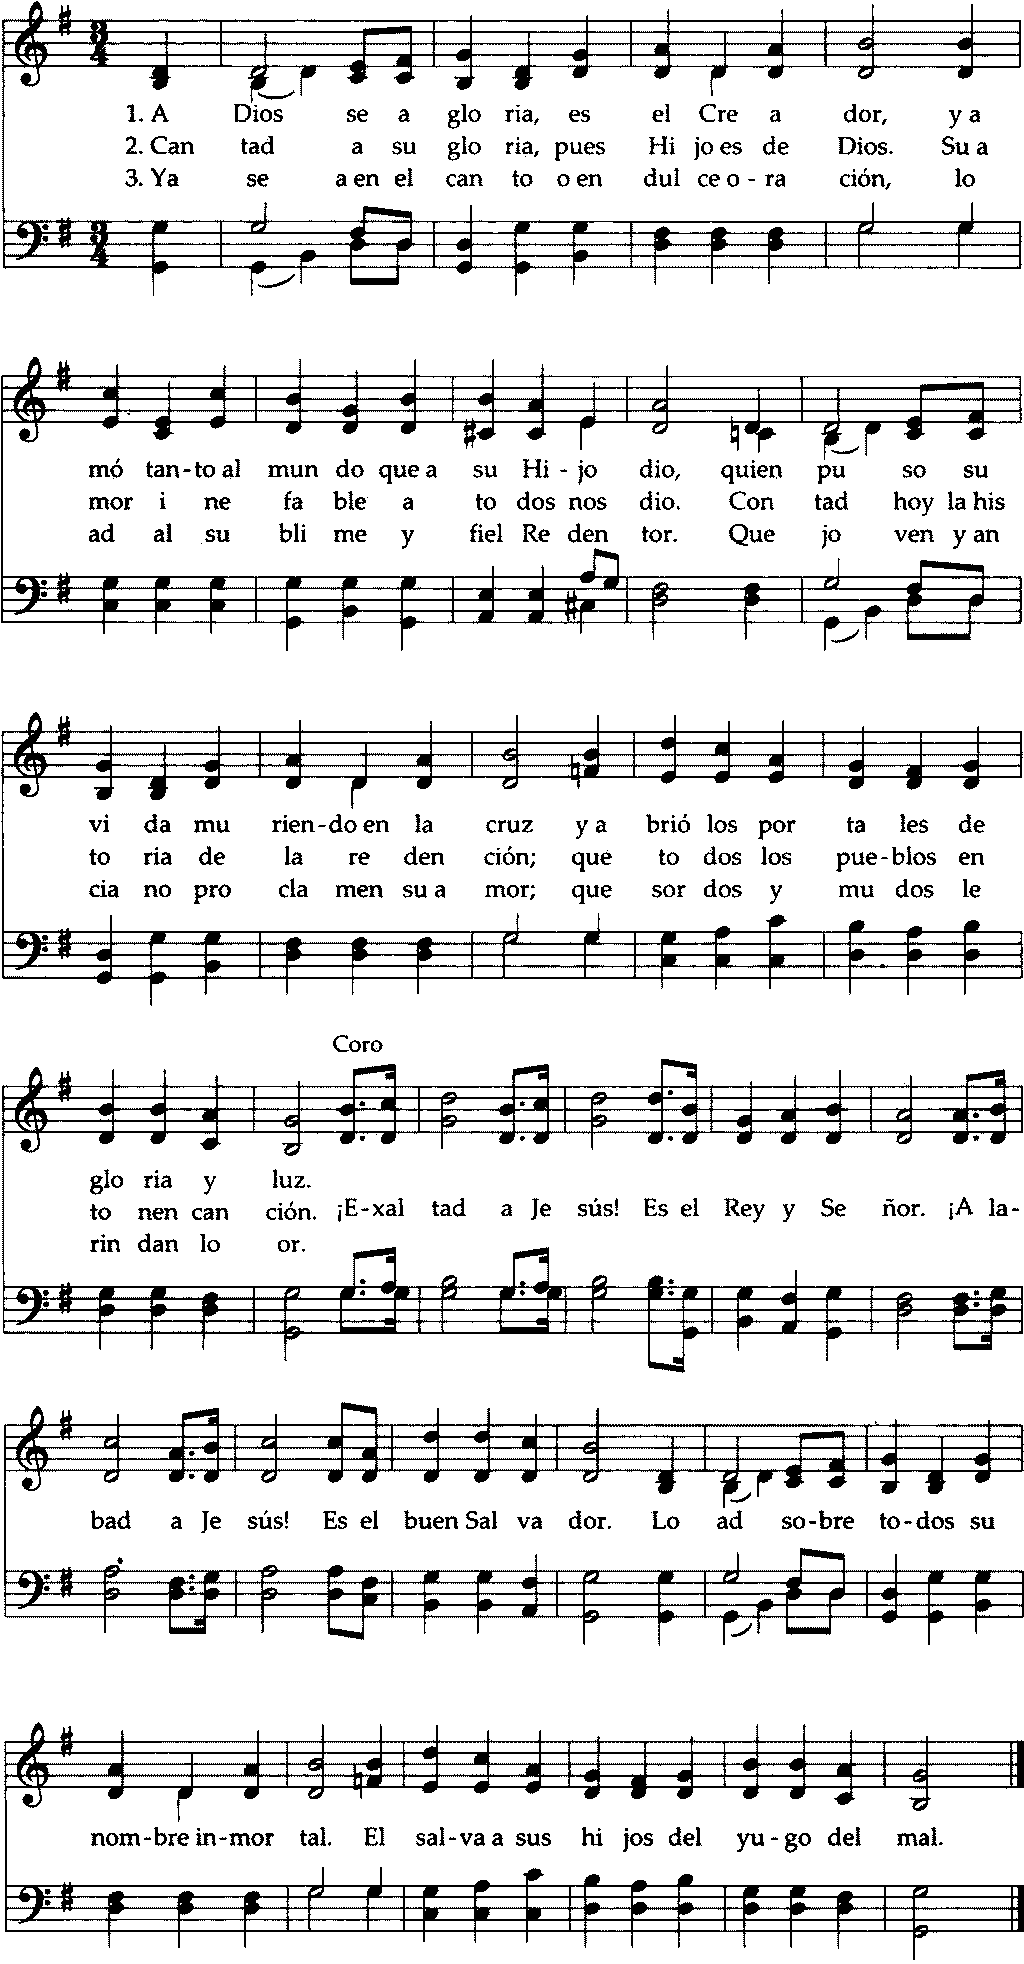 1. A Dios se a glo ria, es el Cre a dor, y a
2. Can tad a su glo ria, pues Hi jo es de Dios. Su a
3. Ya se a en el can to o en dul ce o - ra ción, lo
mó tan-to al mun do que a su Hi - jo dio, quien pu so su
mor i ne fa ble a to dos nos dio. Con tad hoy la his
ad al su bli me y fiel Re den tor. Que jo ven y an
vi da mu rien-do en la cruz y a brió los por ta les de
to ria de la re den ción; que to dos los pue-blos en
cia no pro cla men su a mor; que sor dos y mu dos le
Coro
glo ria y luz.
to nen can ción. ¡E-xal tad a Je sús! Es el Rey y Se ñor. ¡A la-
rin dan lo or.
bad a Je sús! Es el buen Sal va dor. Lo ad so-bre to-dos su
nom-bre in-mor tal. El sal-va a sus hi jos del yu-go del mal.